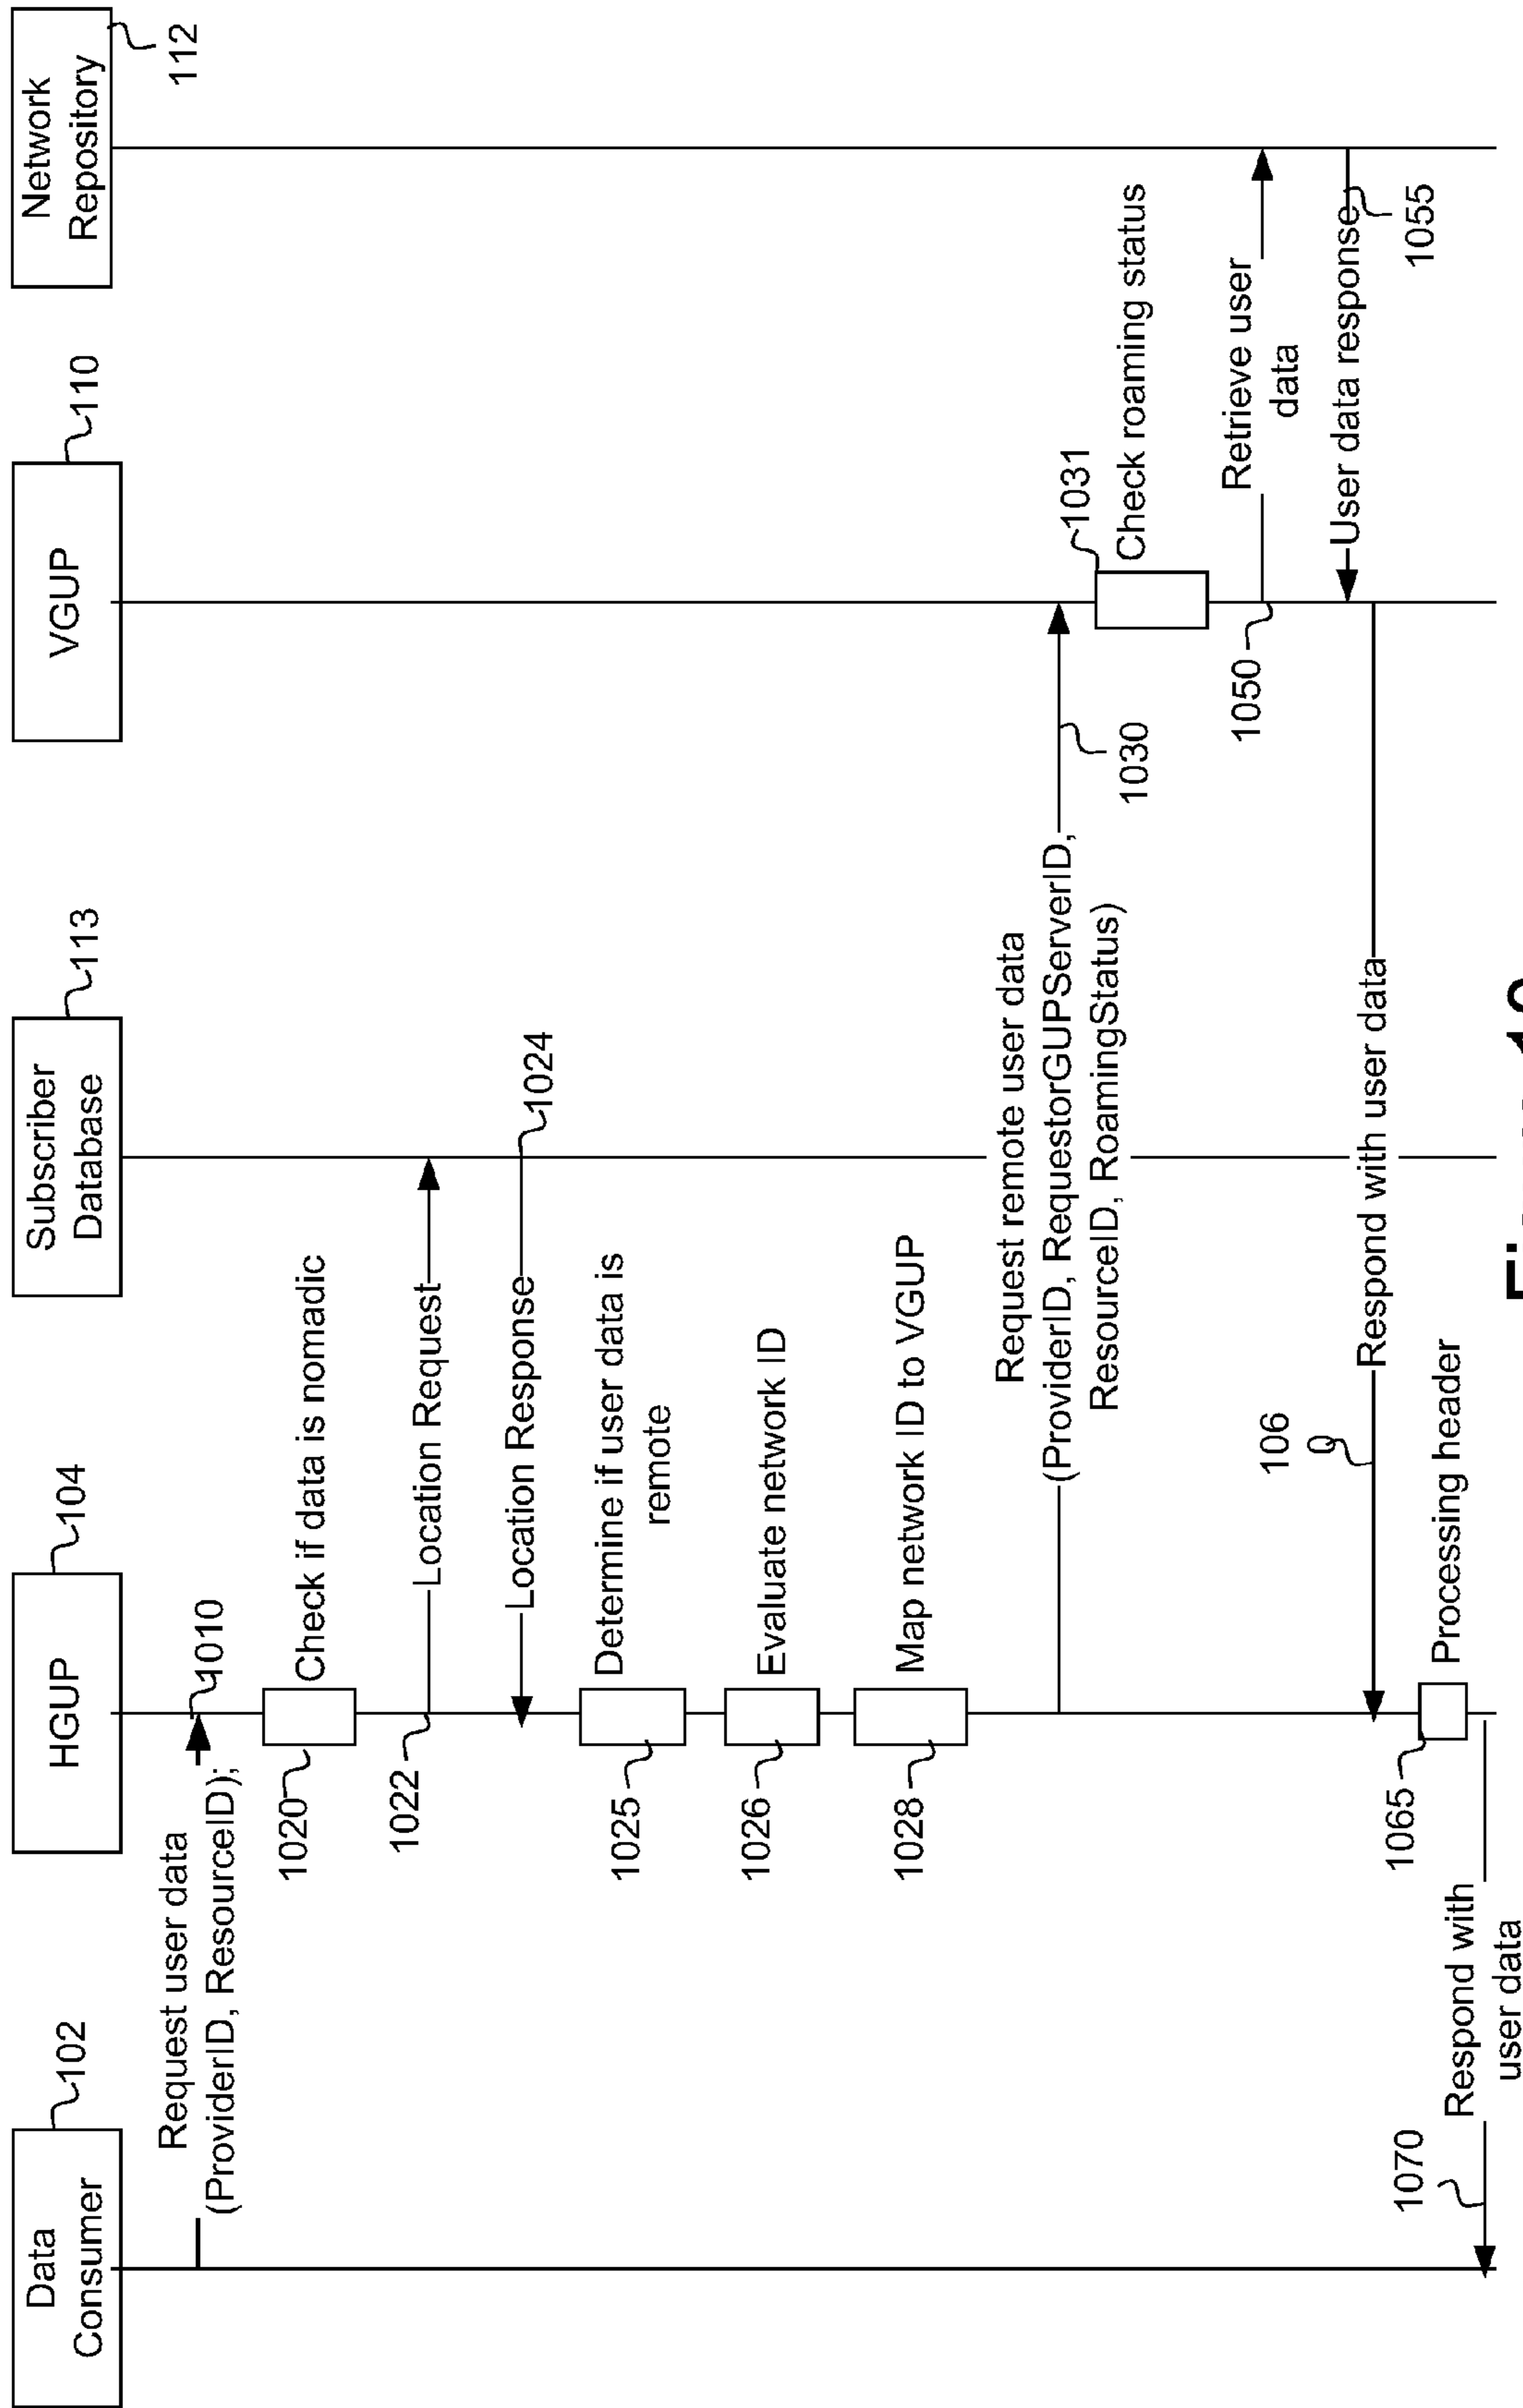 Data
Consumer
102
HGUP
104
Subscriber
Database
113
VGUP
110
Network
Repository
112
Request user data
(ProviderID, ResourceID);
1010
Check if data is nomadic
1020
Location Request
1022
Location Response
1024
Determine if user data is
remote
1025
Evaluate network ID
1026
Map network ID to VGUP
1028
Request remote user data
(ProviderID, RequestorGUPServerID,
ResourceID, RoamingStatus)
1030
1031
Check roaming status
Retrieve user
data
1050
User data response
1055
Respond with user data
106
0
Processing header
1065
Respond with
user data
1070